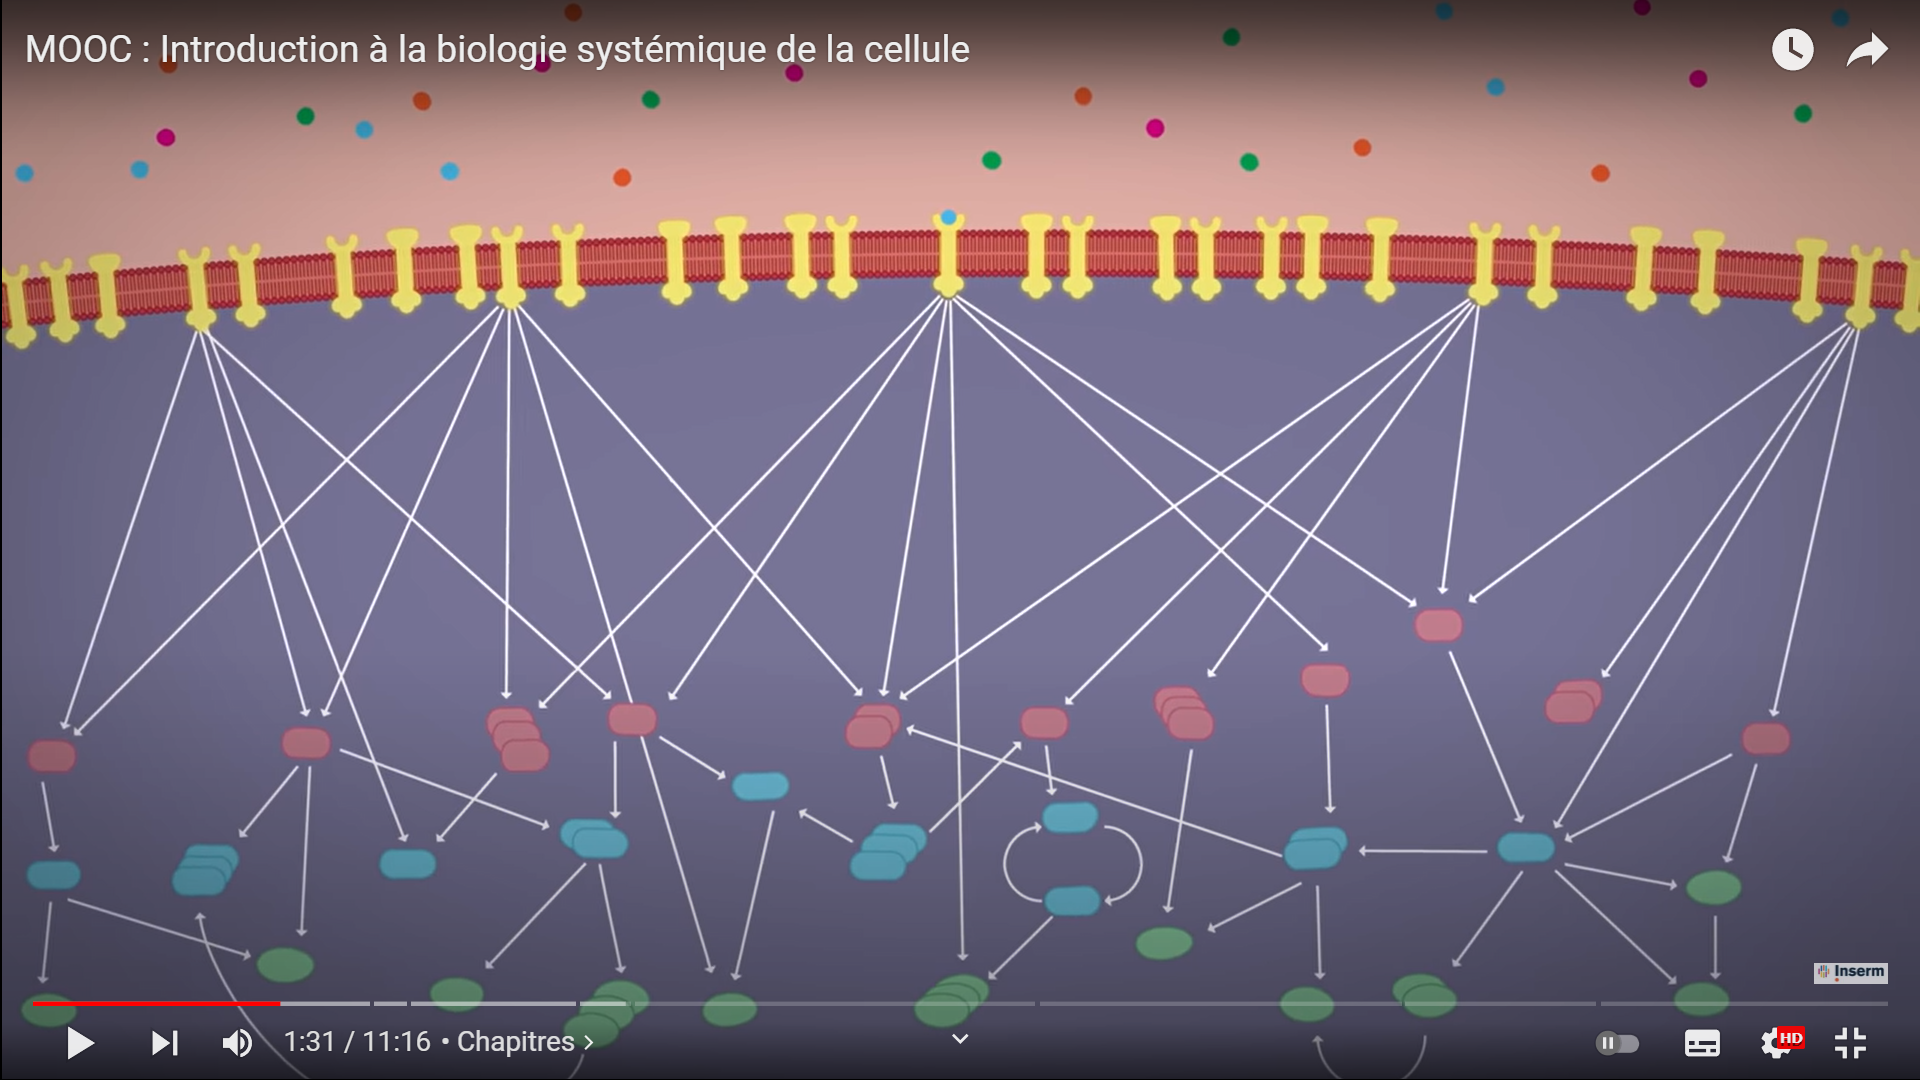 MOOC : Introduction à la biologie systémique de la cellule
Inserm
1:31 / 11:16 • Chapitres
HD